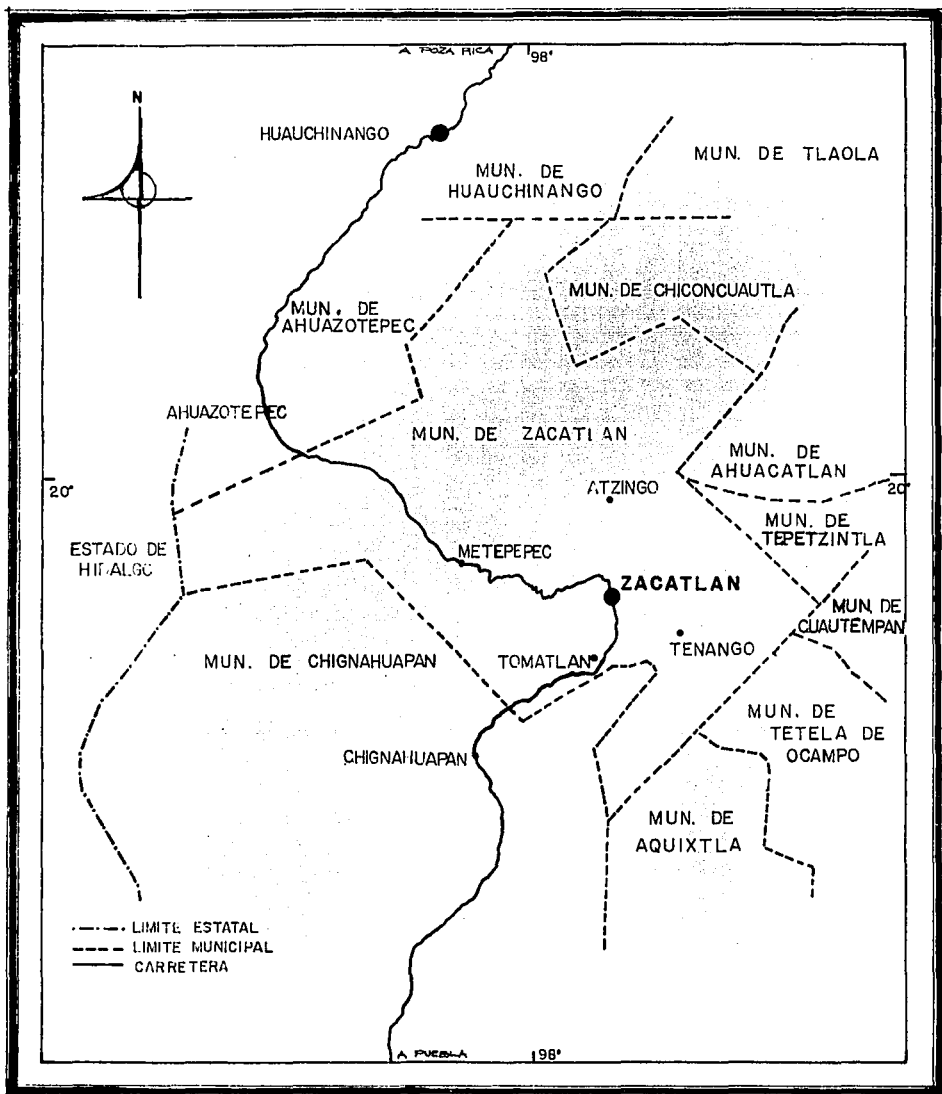 A POZA RICA
98°
N
HUAUCHINANGO
MUN. DE TLAOLA
MUN. DE
HUAUCHINANGO
MUN. DE CHICONCUAUTLA
MUN. DE
AHUAZOTEPEC
AHUAZOTEPEC
MUN. DE ZACATLAN
MUN. DE
AHUACATLAN
20°
20°
ATZINGO
MUN. DE
TEPETZINTLA
ESTADO DE
HIDALGO
METEPEPEC
ZACATLAN
MUN. DE
CUAUTEMPAN
TENANGO
MUN. DE CHIGNAHUAPAN
TOMATLAN
MUN. DE
TETELA DE
OCAMPO
CHIGNAHUAPAN
MUN. DE
AQUIXTLA
LIMITE ESTATAL
LIMITE MUNICIPAL
CARRETERA
A PUEBLA
98°